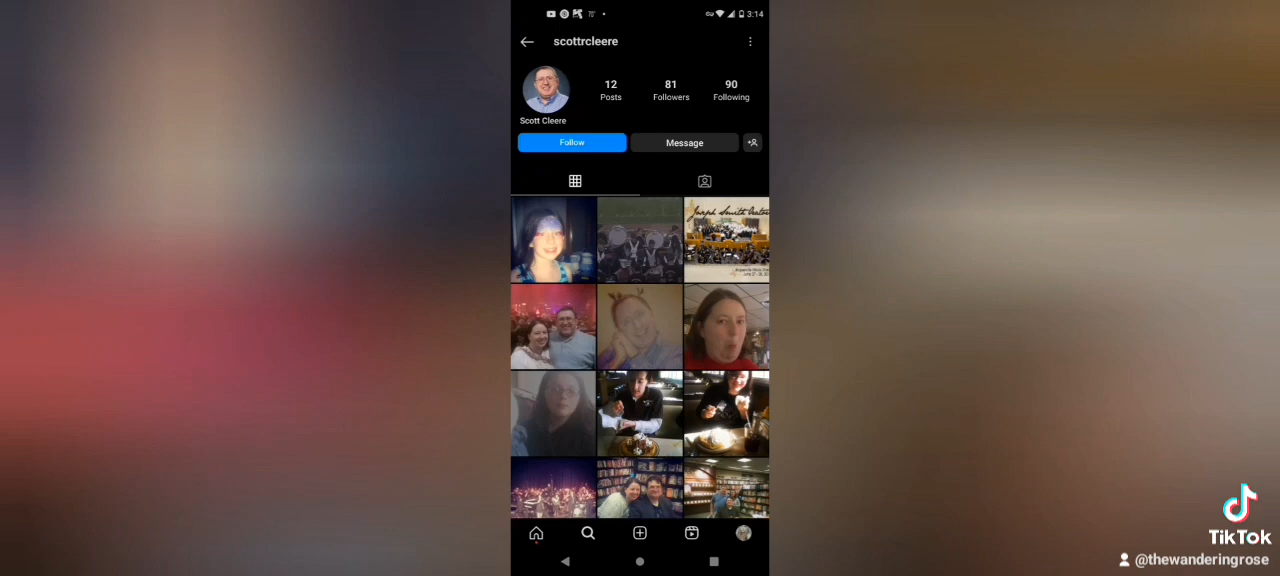 3:14
scottrcleere
12
81
90
Posts
Followers
Following
Scott Cleere
Follow
Message
Joseph Smith
TikTok
@thewanderingrose